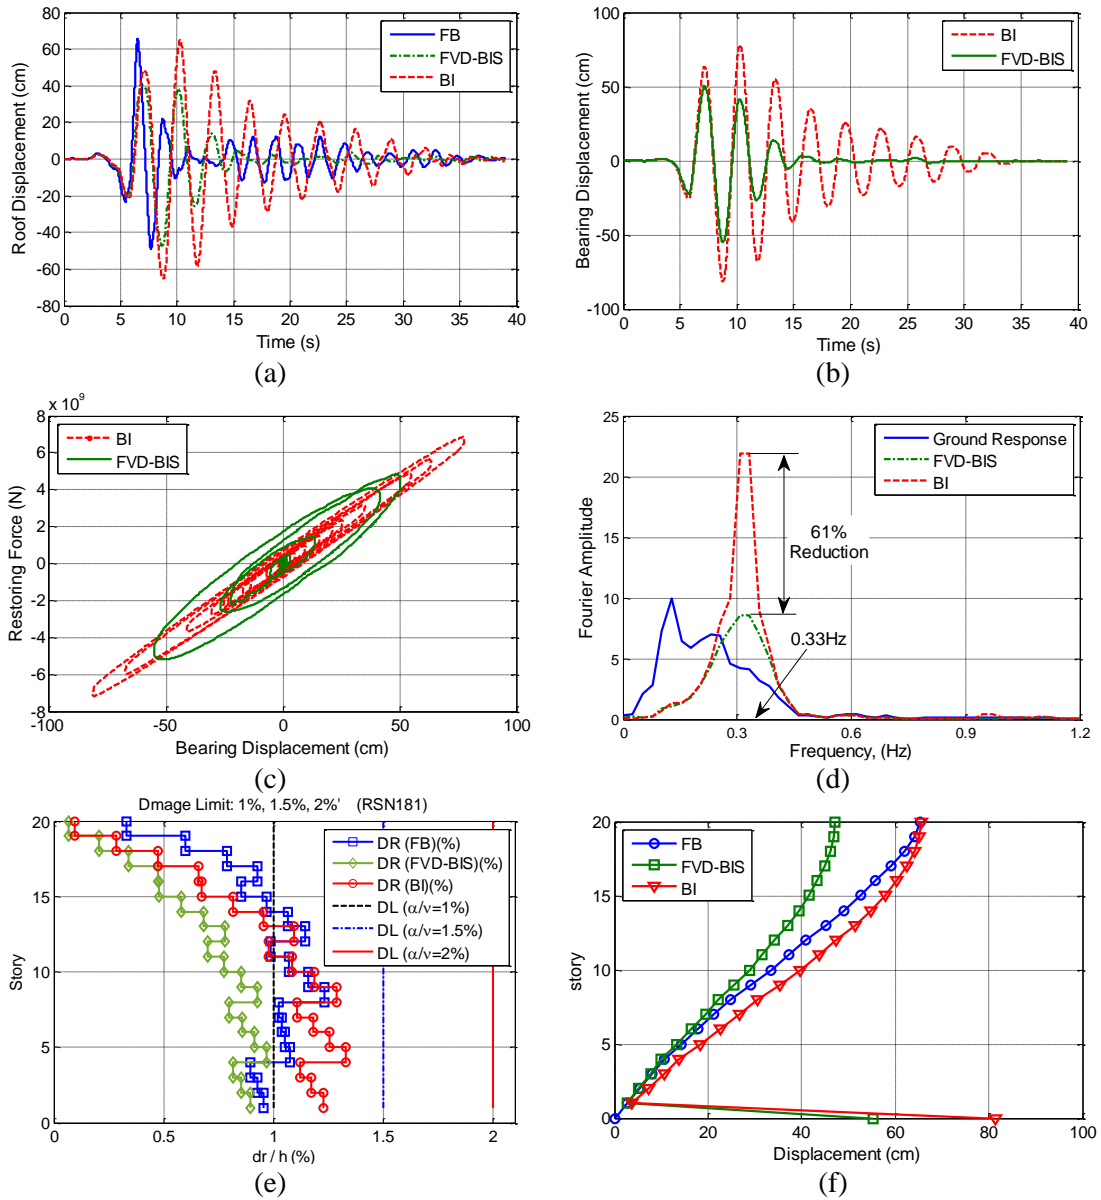 80
60
40
20
0
-20
-40
-60
-80
0 5 10 15 20 25 30 35 40
Roof Displacement (cm)
Time (s)
FB
FVD-BIS
BI
(a)
100
50
0
-50
-100
0 5 10 15 20 25 30 35 40
Bearing Displacement (cm)
Time (s)
BI
FVD-BIS
(b)
x 10^9
8
6
4
2
0
-2
-4
-6
-8
-100 -50 0 50 100
Restoring Force (N)
Bearing Displacement (cm)
BI
FVD-BIS
(c)
25
20
15
10
5
0
0 0.3 0.6 0.9 1.2
Fourier Amplitude
Frequency, (Hz)
Ground Response
FVD-BIS
BI
61%
Reduction
0.33Hz
(d)
Dmage Limit: 1%, 1.5%, 2%' (RSN181)
20
15
10
5
0
0 0.5 1 1.5 2
Story
dr / h (%)
DR (FB)(%)
DR (FVD-BIS)(%)
DR (BI)(%)
DL (α/ν=1%)
DL (α/ν=1.5%)
DL (α/ν=2%)
(e)
20
15
10
5
0
0 20 40 60 80 100
story
Displacement (cm)
FB
FVD-BIS
BI
(f)